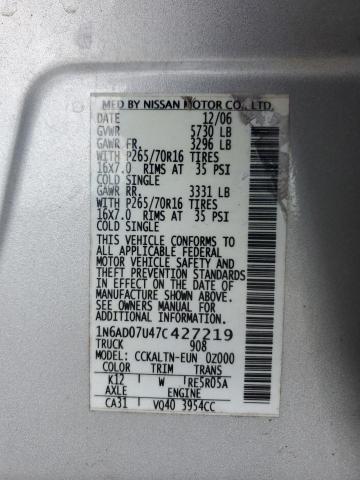 MFD BY NISSAN MOTOR CO., LTD.
DATE 12/06
GVWR 5730 LB
GAWR FR. 3296 LB
WITH P265/70R16 TIRES
16X7.0 RIMS AT 35 PSI
COLD SINGLE
GAWR RR. 3331 LB
WITH P265/70R16 TIRES
16X7.0 RIMS AT 35 PSI
COLD SINGLE
THIS VEHICLE CONFORMS TO
ALL APPLICABLE FEDERAL
MOTOR VEHICLE SAFETY AND
THEFT PREVENTION STANDARDS
IN EFFECT ON THE DATE OF
MANUFACTURE SHOWN ABOVE.
SEE OWNERS MANUAL FOR
ADDITIONAL INFORMATION.
1N6AD07U47C427219
TRUCK 908
MODEL: CCKALTN-EUN 0Z000
COLOR TRIM TRANS
K12 W RE5R05A
AXLE ENGINE
CA31 VQ40 3954CC